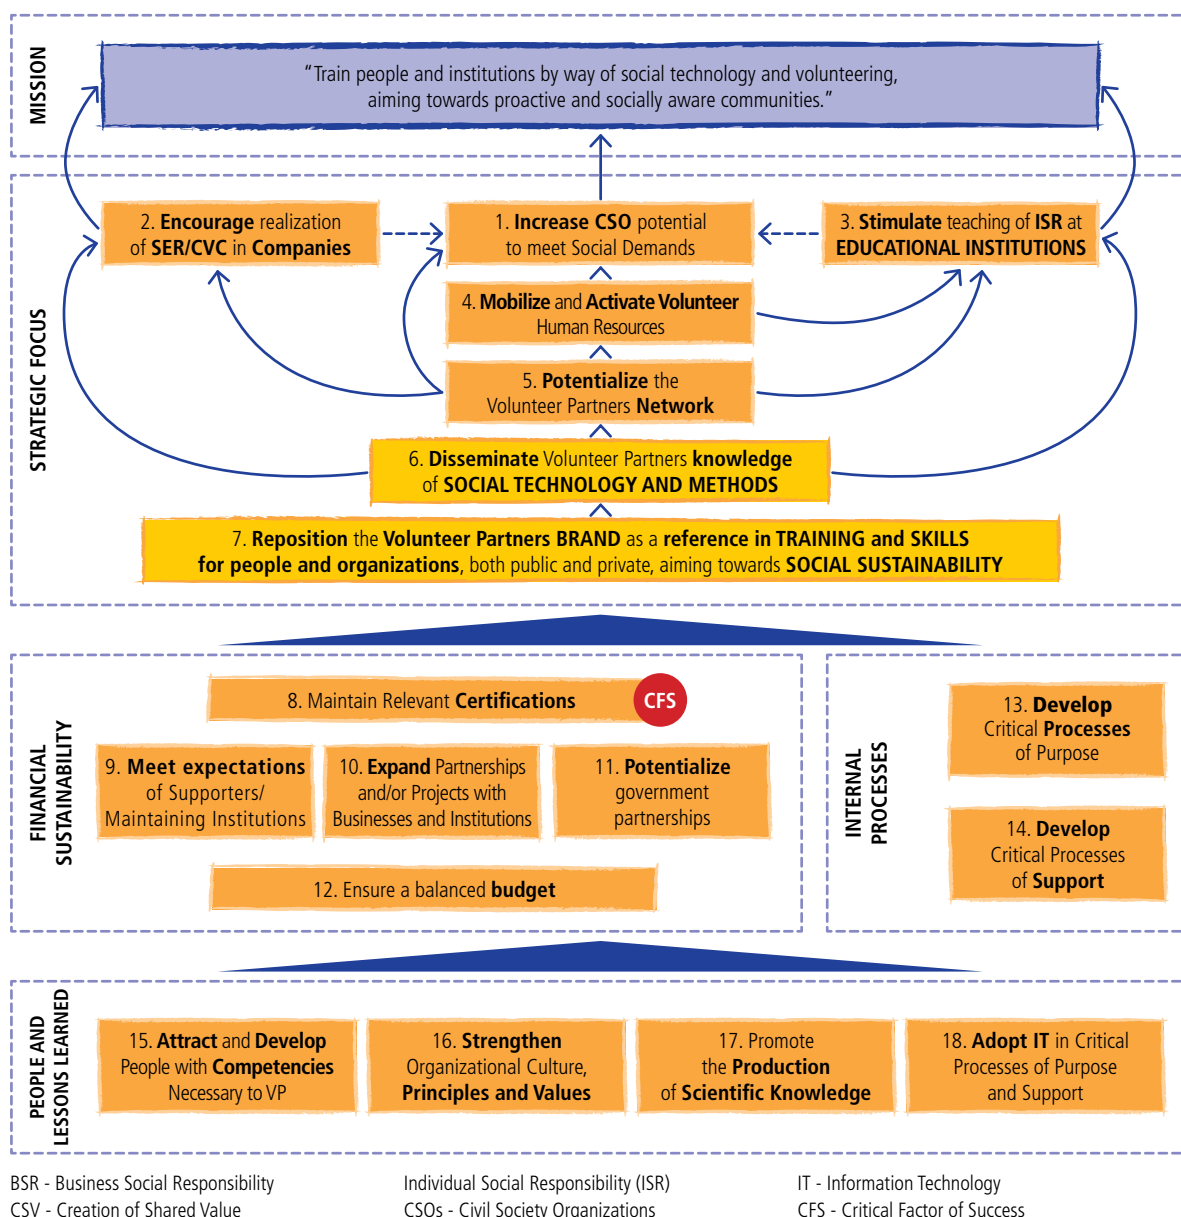 MISSION
“Train people and institutions by way of social technology and volunteering,
aiming towards proactive and socially aware communities.”
STRATEGIC FOCUS
2. Encourage realization
of SER/CVC in Companies
1. Increase CSO potential
to meet Social Demands
3. Stimulate teaching of ISR at
EDUCATIONAL INSTITUTIONS
4. Mobilize and Activate Volunteer
Human Resources
5. Potentialize the
Volunteer Partners Network
6. Disseminate Volunteer Partners knowledge
of SOCIAL TECHNOLOGY AND METHODS
7. Reposition the Volunteer Partners BRAND as a reference in TRAINING and SKILLS
for people and organizations, both public and private, aiming towards SOCIAL SUSTAINABILITY
FINANCIAL
SUSTAINABILITY
8. Maintain Relevant Certifications
CFS
9. Meet expectations
of Supporters/
Maintaining Institutions
10. Expand Partnerships
and/or Projects with
Businesses and Institutions
11. Potentialize
government
partnerships
12. Ensure a balanced budget
INTERNAL
PROCESSES
13. Develop
Critical Processes
of Purpose
14. Develop
Critical Processes
of Support
PEOPLE AND
LESSONS LEARNED
15. Attract and Develop
People with Competencies
Necessary to VP
16. Strengthen
Organizational Culture,
Principles and Values
17. Promote
the Production
of Scientific Knowledge
18. Adopt IT in Critical
Processes of Purpose
and Support
BSR - Business Social Responsibility
CSV - Creation of Shared Value
Individual Social Responsibility (ISR)
CSOs - Civil Society Organizations
IT - Information Technology
CFS - Critical Factor of Success